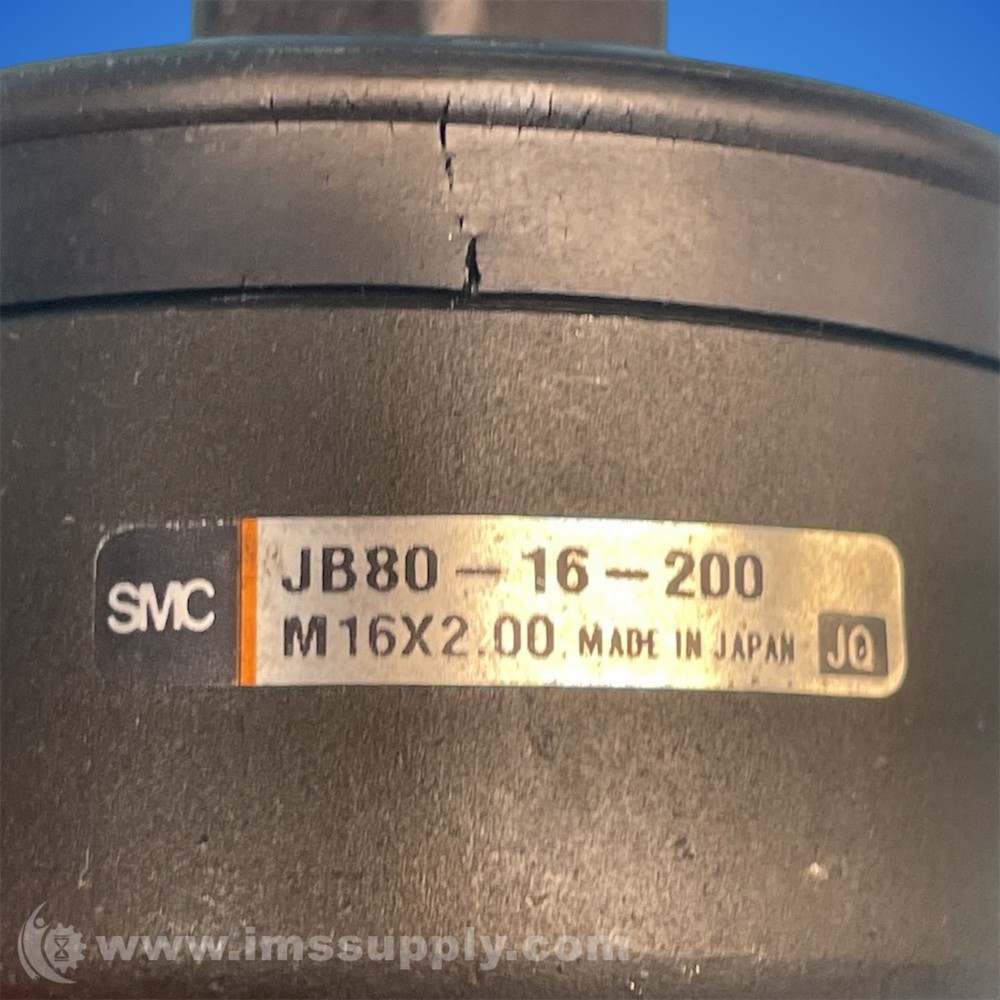 SMC
JB80-16-200
M16X2.00 MADE IN JAPAN JQ
www.imssupply.com